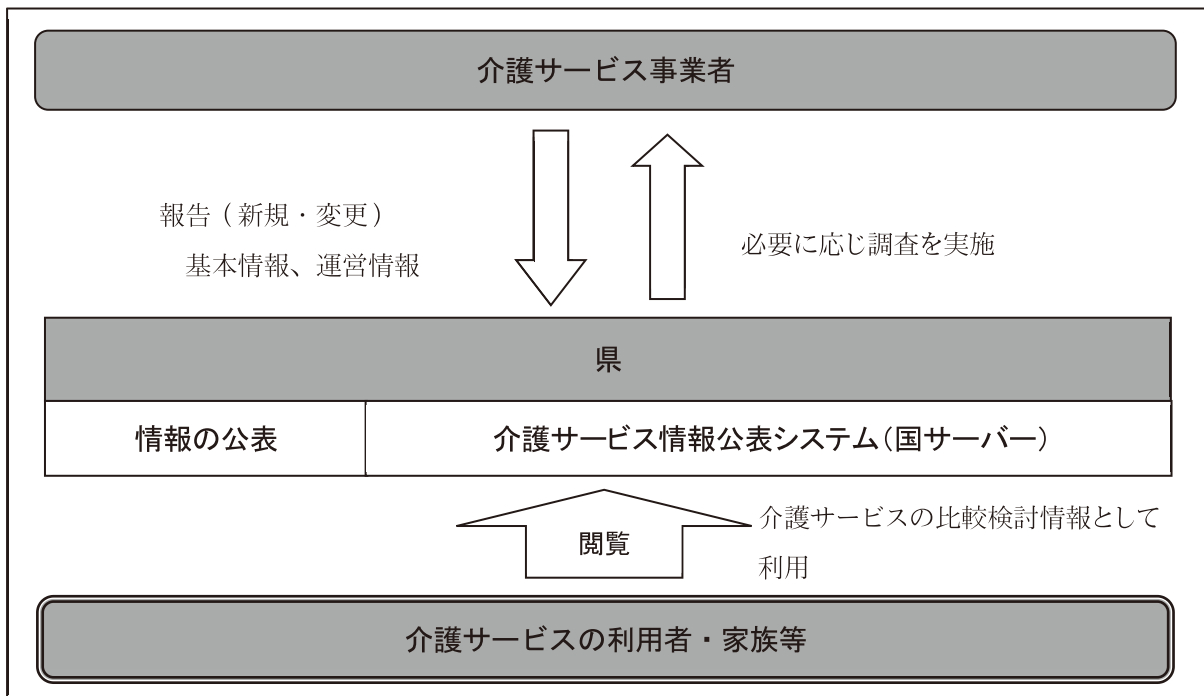 介護サービス事業者
報告（新規・変更）
基本情報、運営情報
必要に応じ調査を実施
県
情報の公表
介護サービス情報公表システム（国サーバー）
閲覧
介護サービスの比較検討情報として
利用
介護サービスの利用者・家族等